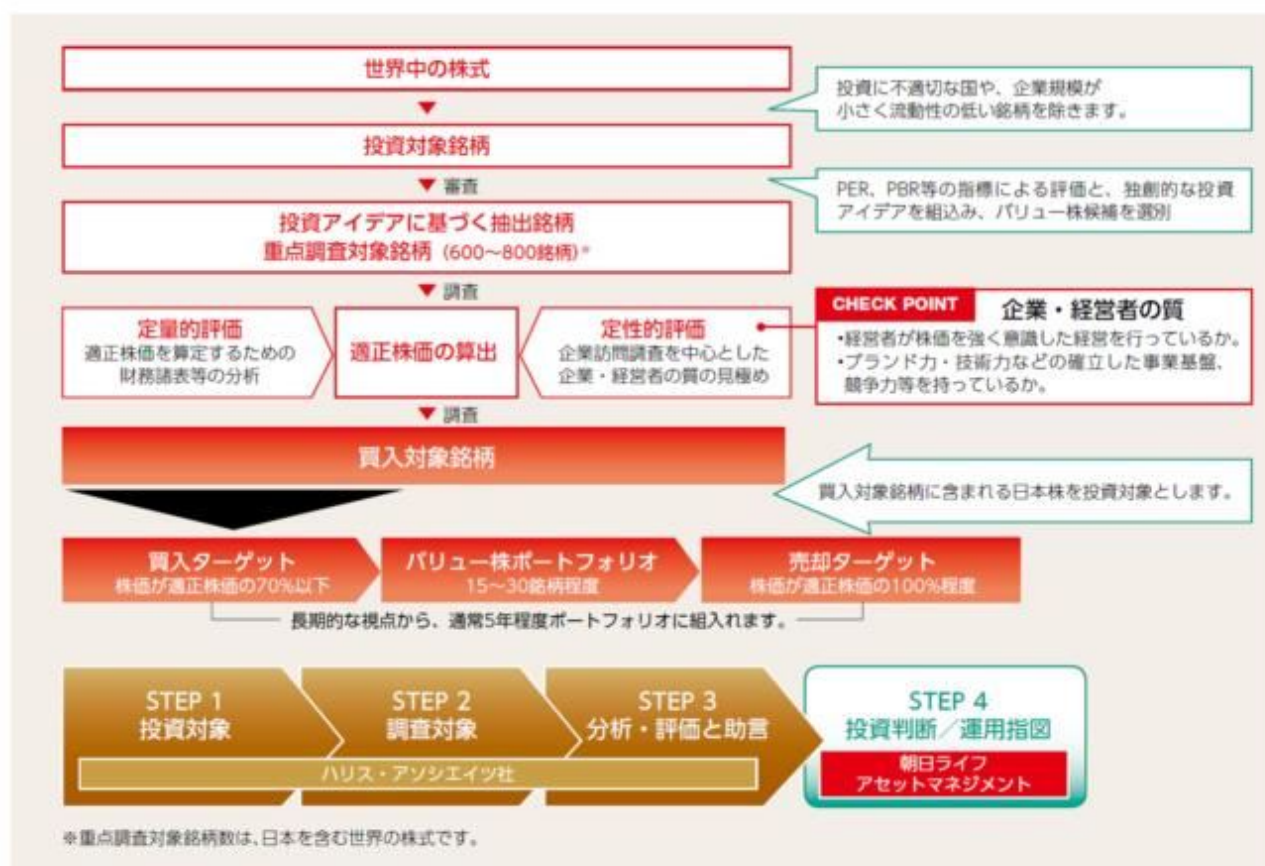 世界中の株式
投資に不適切な国や、企業規模が
小さく流動性の低い銘柄を除きます。
投資対象銘柄
▼ 審査
PER、PBR等の指標による評価と、独創的な投資
アイデアを組込み、バリュー株候補を選別
投資アイデアに基づく抽出銘柄
重点調査対象銘柄（600～800銘柄）※
▼ 調査
定量的評価
適正株価を算定するための
財務諸表等の分析
適正株価の算出
定性的評価
企業訪問調査を中心とした
企業・経営者の質の見極め
CHECK POINT 企業・経営者の質
・経営者が株価を強く意識した経営を行っているか。
・ブランド力・技術力などの確立した事業基盤、
競争力等を持っているか。
▼ 調査
買入対象銘柄
買入対象銘柄に含まれる日本株を投資対象とします。
買入ターゲット
株価が適正株価の70%以下
バリュー株ポートフォリオ
15～30銘柄程度
売却ターゲット
株価が適正株価の100%程度
長期的な視点から、通常5年程度ポートフォリオに組入れます。
STEP 1
投資対象
STEP 2
調査対象
STEP 3
分析・評価と助言
ハリス・アソシエイツ社
STEP 4
投資判断／運用指図
朝日ライフ
アセットマネジメント
※重点調査対象銘柄数は、日本を含む世界の株式です。